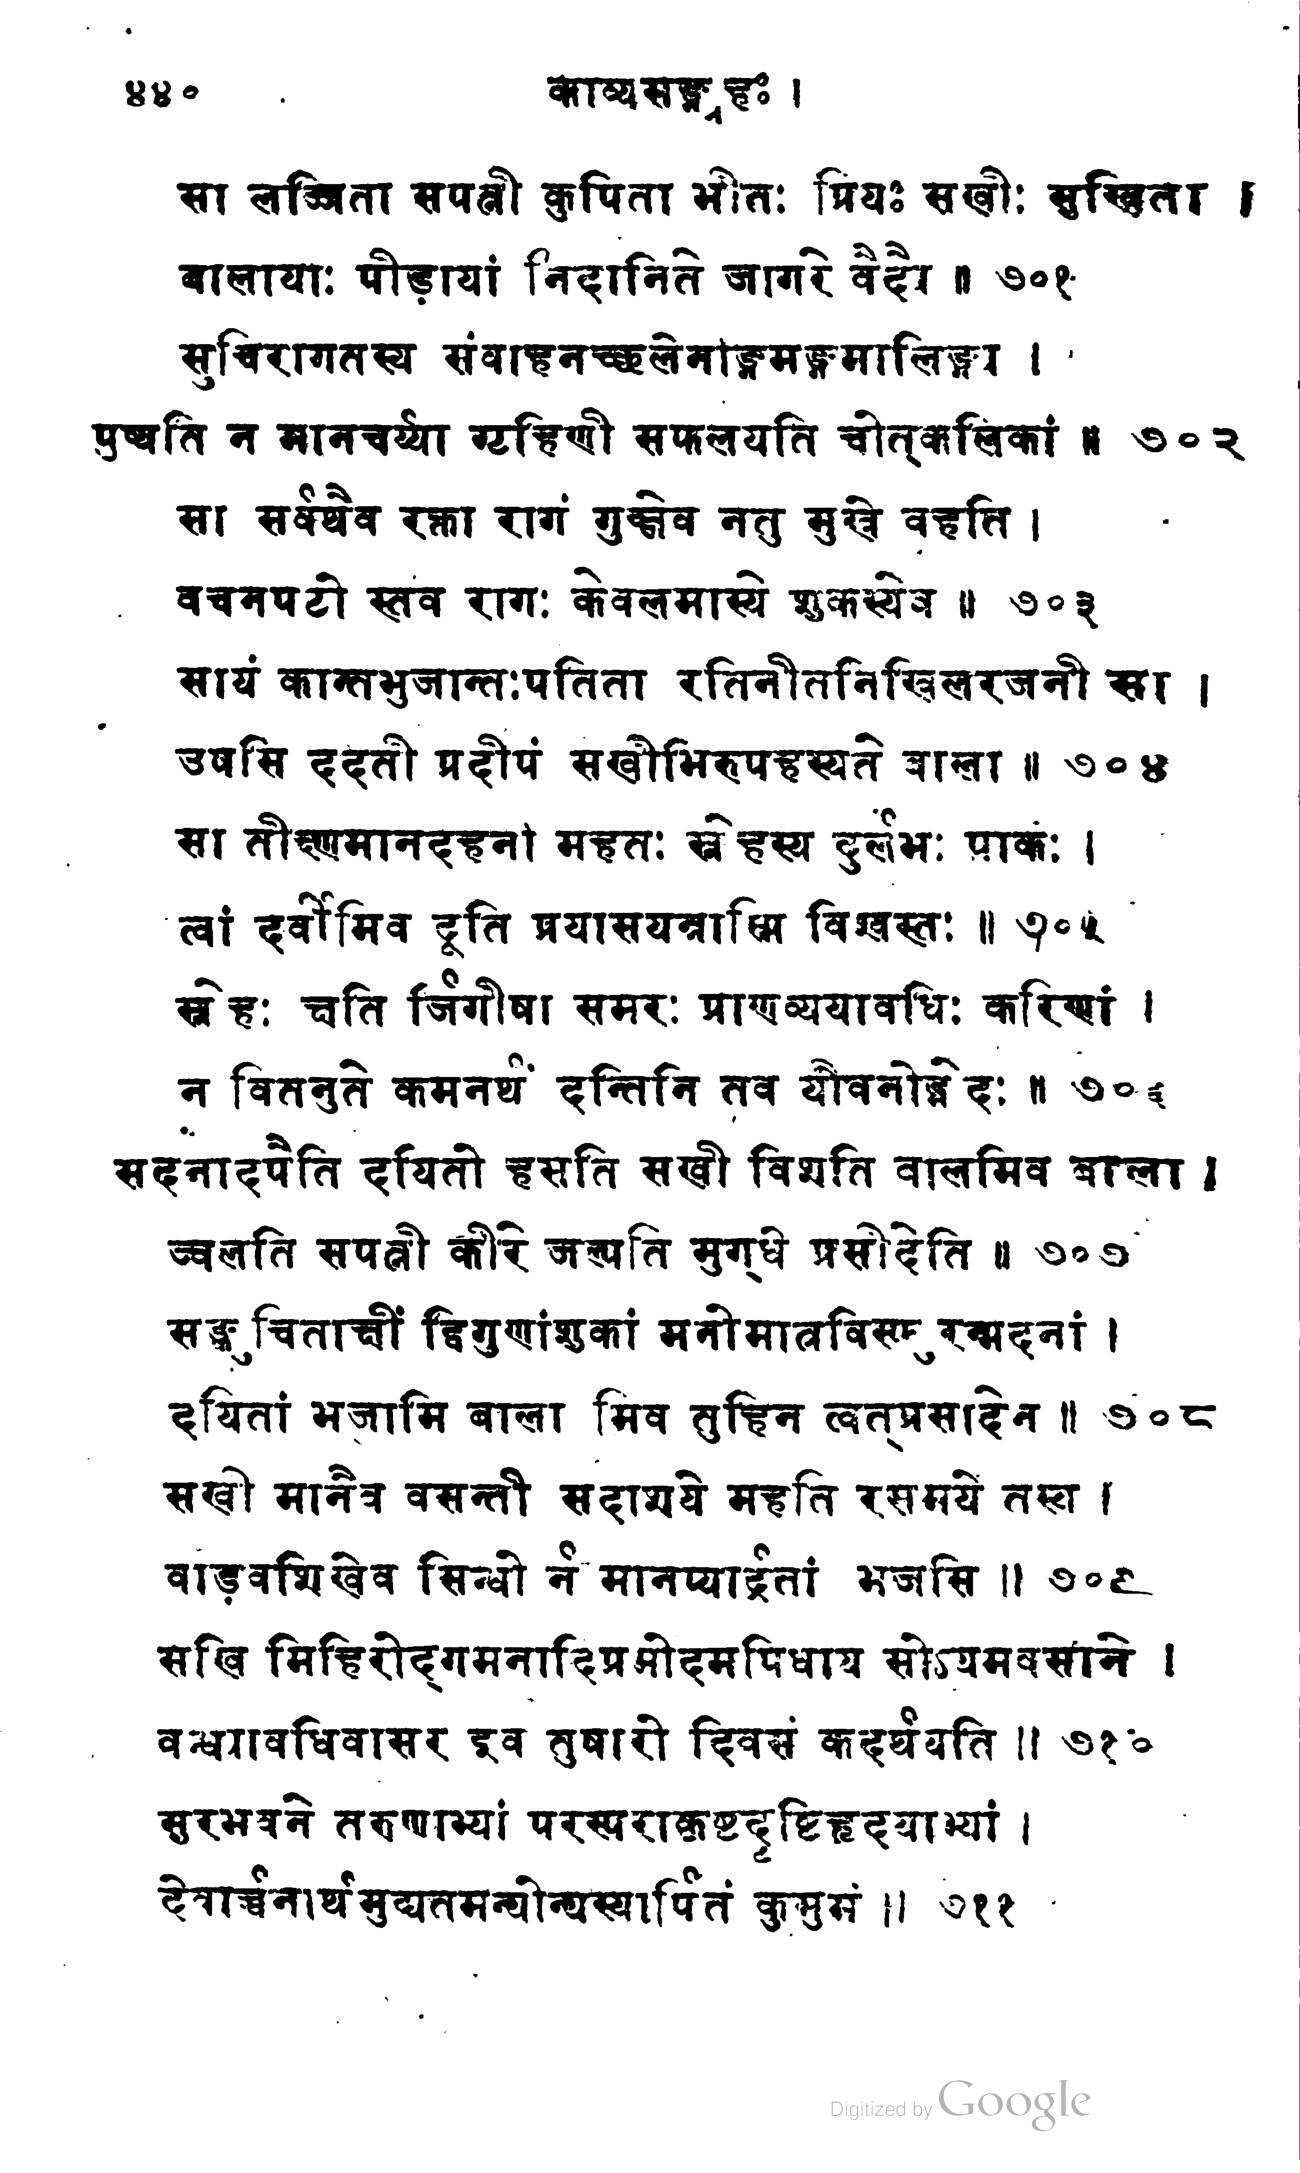 ४४० काव्यसङ्ग्रहः ।
सा लज्जिता सपत्नी कुपिता भीतः प्रियः सखीः सुखिता ।
बालायाः पीड़ायां निदानिते जागरे वैद्यै ॥ ७०१
सुचिरागतस्य संवाहनच्छलेनाङ्गमङ्गमालिङ्ग्य ।
पुष्यति न मानचर्य्या गृहिणी सफलयति चोत्कलिकां ॥ ७०२
सा सर्वथैव रक्ता रागं गुञ्जेव नतु मुखे वहति ।
वचनपटो स्तव रागः केवलमास्ये शुकस्येव ॥ ७०३
सायं कान्तभुजान्तःपतिता रतिनीतनिखिलरजनी सा ।
उषसि ददती प्रदीपं सखीभिरुपहस्यते बाला ॥ ७०४
सा तीक्ष्णमानदहना महतः स्नेहस्य दुर्लभः पाकः ।
त्वां दर्वीमिव दूति प्रयासयन्नास्मि विश्वस्तः ॥ ७०५
स्नेहः क्षति र्जिगीषा समरः प्राणव्ययावधिः करिणां ।
न वितनुते कमनर्थं दन्तिनि तव यौवनोद्भेदः ॥ ७०६
सदनादपैति दयितो हसति सखी विशति वालमिव बाला ।
ज्वलति सपत्नी कीरे जल्पति मुग्धे प्रसीदेति ॥ ७०७
सङ्कुचिताक्षीं द्विगुणांशुकां मनोमात्रविस्फुरन्मदनां ।
दयितां भजामि बाला मिव तुहिन त्वत्प्रसादेन ॥ ७०८
सखी मानैव वसन्ती सदाशये महति रसमये तस्य ।
वाड़वशिखेव सिन्धो र्न मानप्यार्द्रतां भजसि ॥ ७०९
सखि मिहिरोद्गमनादिप्रमोदमपिधाय सोऽयमवसाने ।
वन्ध्यावधिवासर इव तुषारो दिवसं कदर्थयति ॥ ७१०
सुरभवने तरुणाभ्यां परस्पराकृष्टदृष्टिहृदयाभ्यां ।
देवार्च्चनार्थमुद्यतमन्योन्यस्यार्पितं कुसुमं ॥ ७११
Digitized by Google